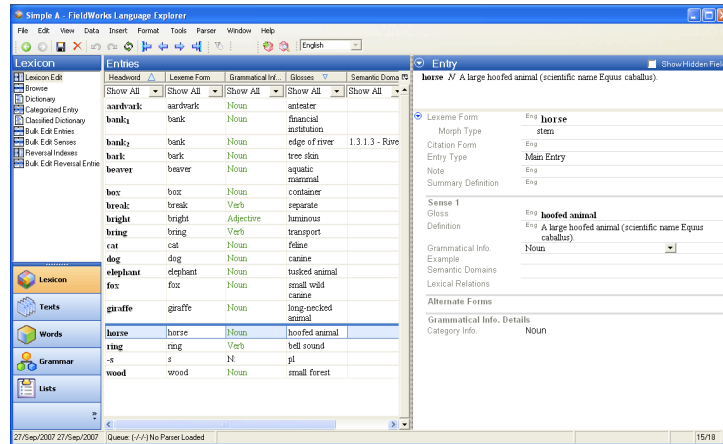 Simple A - FieldWorks Language Explorer
File Edit View Data Insert Format Tools Parser Window Help
English
Lexicon
Lexicon Edit
Browse
Dictionary
Categorized Entry
Classified Dictionary
Bulk Edit Entries
Bulk Edit Senses
Reversal Indexes
Bulk Edit Reversal Entrie
Lexicon
Texts
Words
Grammar
Lists
Entries
Headword Lexeme Form Grammatical Inf... Glosses Semantic Doma
Show All Show All Show All Show All Show All
aardvark aardvark Noun anteater
bank1 bank Noun financial
institution
bank2 bank Noun edge of river 1.3.1.3 - Rive
bark bark Noun tree skin
beaver beaver Noun aquatic
mammal
box box Noun container
break break Verb separate
bright bright Adjective luminous
bring bring Verb transport
cat cat Noun feline
dog dog Noun canine
elephant elephant Noun tusked animal
fox fox Noun small wild
canine
giraffe giraffe Noun long-necked
animal
horse horse Noun hoofed animal
ring ring Verb bell sound
-s s N: pl
wood wood Noun small forest
Entry Show Hidden Field
horse N A large hoofed animal (scientific name Equus caballus).
Lexeme Form Eng horse
Morph Type stem
Citation Form Eng
Entry Type Main Entry
Note Eng
Summary Definition Eng
Sense 1
Gloss Eng hoofed animal
Definition Eng A large hoofed animal (scientific name Equus
caballus).
Grammatical Info. Noun
Example
Semantic Domains
Lexical Relations
Alternate Forms
Grammatical Info. Details
Category Info. Noun
27/Sep/2007 27/Sep/2007 Queue: (-/-/-) No Parser Loaded 15/18